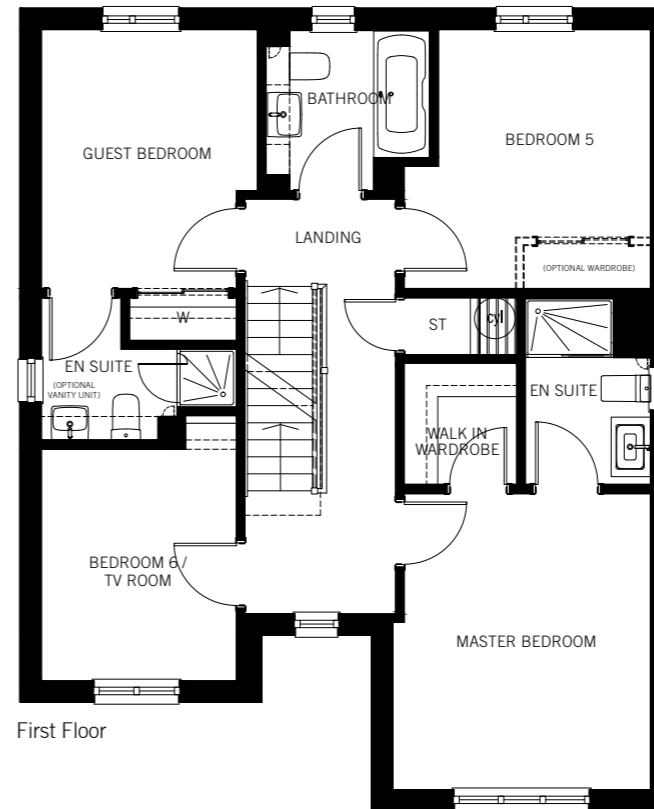 BATHROOM
GUEST BEDROOM
BEDROOM 5
LANDING
(OPTIONAL WARDROBE)
W
ST
cyl
EN SUITE
(OPTIONAL
VANITY UNIT)
EN SUITE
WALK IN
WARDROBE
BEDROOM 6 /
TV ROOM
MASTER BEDROOM
First Floor